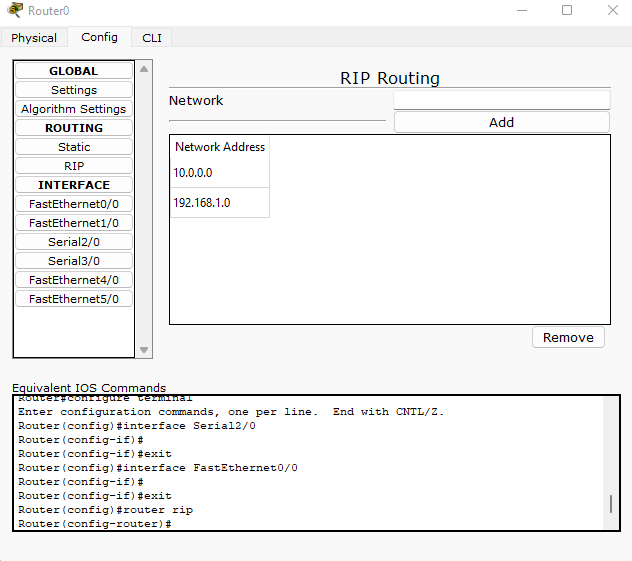 Router0
Physical Config CLI
GLOBAL
Settings
Algorithm Settings
ROUTING
Static
RIP
INTERFACE
FastEthernet0/0
FastEthernet1/0
Serial2/0
Serial3/0
FastEthernet4/0
FastEthernet5/0
RIP Routing
Network
Add
Network Address
10.0.0.0
192.168.1.0
Remove
Equivalent IOS Commands
Router#configure terminal
Enter configuration commands, one per line.  End with CNTL/Z.
Router(config)#interface Serial2/0
Router(config-if)#
Router(config-if)#exit
Router(config)#interface FastEthernet0/0
Router(config-if)#
Router(config-if)#exit
Router(config)#router rip
Router(config-router)#